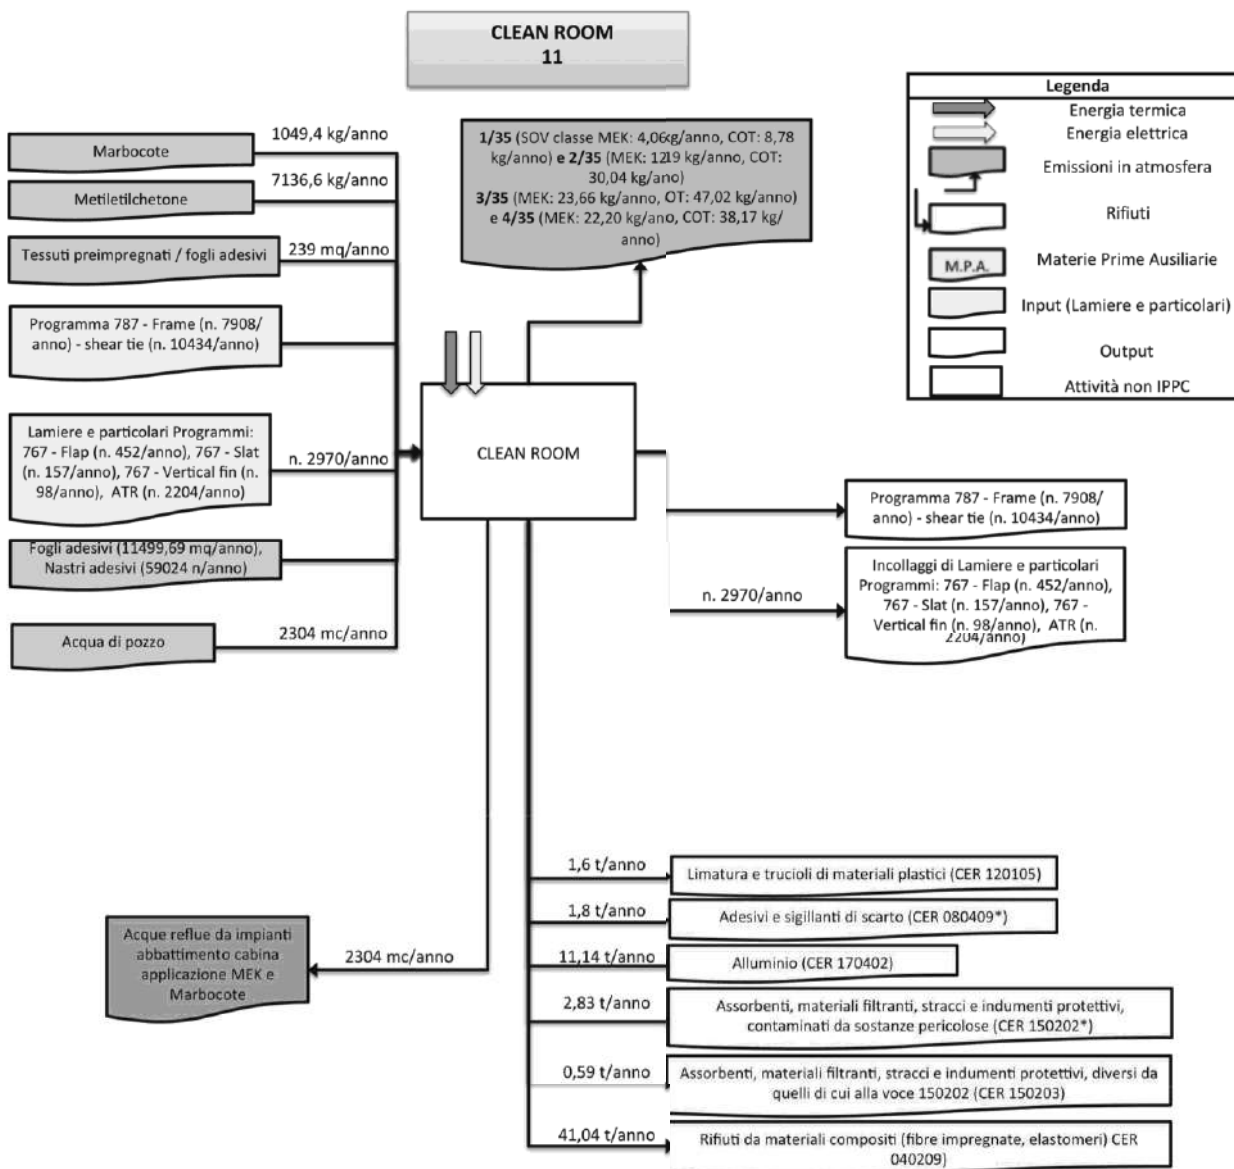 CLEAN ROOM
11
Legenda
Energia termica
Energia elettrica
Emissioni in atmosfera
Rifiuti
M.P.A.
Materie Prime Ausiliarie
Input (Lamiere e particolari)
Output
Attività non IPPC
1049,4 kg/anno
Marbocote
7136,6 kg/anno
Metiletilchetone
239 mq/anno
Tessuti preimpregnati / fogli adesivi
Programma 787 - Frame (n. 7908/
anno) - shear tie (n. 10434/anno)
Lamiere e particolari Programmi:
767 - Flap (n. 452/anno), 767 - Slat
(n. 157/anno), 767 - Vertical fin (n.
98/anno), ATR (n. 2204/anno)
n. 2970/anno
Fogli adesivi (11499,69 mq/anno),
Nastri adesivi (59024 n/anno)
Acqua di pozzo
2304 mc/anno
1/35 (SOV classe MEK: 4,06kg/anno, COT: 8,78
kg/anno) e 2/35 (MEK: 1219 kg/anno, COT:
30,04 kg/ano)
3/35 (MEK: 23,66 kg/anno, OT: 47,02 kg/anno)
e 4/35 (MEK: 22,20 kg/ano, COT: 38,17 kg/
anno)
CLEAN ROOM
Programma 787 - Frame (n. 7908/
anno) - shear tie (n. 10434/anno)
n. 2970/anno
Incollaggi di Lamiere e particolari
Programmi: 767 - Flap (n. 452/anno),
767 - Slat (n. 157/anno), 767 -
Vertical fin (n. 98/anno), ATR (n.
2204/anno)
Acque reflue da impianti
abbattimento cabina
applicazione MEK e
Marbocote
2304 mc/anno
1,6 t/anno
Limatura e trucioli di materiali plastici (CER 120105)
1,8 t/anno
Adesivi e sigillanti di scarto (CER 080409*)
11,14 t/anno
Alluminio (CER 170402)
2,83 t/anno
Assorbenti, materiali filtranti, stracci e indumenti protettivi,
contaminati da sostanze pericolose (CER 150202*)
0,59 t/anno
Assorbenti, materiali filtranti, stracci e indumenti protettivi, diversi da
quelli di cui alla voce 150202 (CER 150203)
41,04 t/anno
Rifiuti da materiali compositi (fibre impregnate, elastomeri) CER
040209)